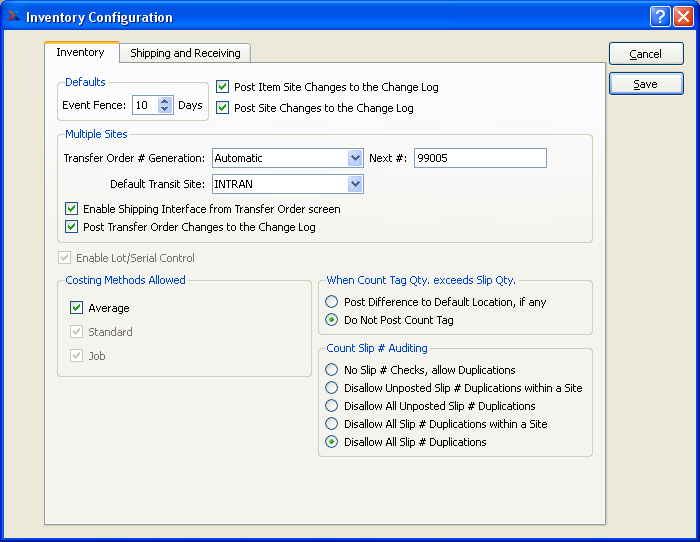 Inventory Configuration
Inventory
Shipping and Receiving
Cancel
Save
Defaults
Event Fence: 10 Days
Post Item Site Changes to the Change Log
Post Site Changes to the Change Log
Multiple Sites
Transfer Order # Generation: Automatic Next #: 99005
Default Transit Site: INTRAN
Enable Shipping Interface from Transfer Order screen
Post Transfer Order Changes to the Change Log
Enable Lot/Serial Control
Costing Methods Allowed
Average
Standard
Job
When Count Tag Qty. exceeds Slip Qty.
Post Difference to Default Location, if any
Do Not Post Count Tag
Count Slip # Auditing
No Slip # Checks, allow Duplications
Disallow Unposted Slip # Duplications within a Site
Disallow All Unposted Slip # Duplications
Disallow All Slip # Duplications within a Site
Disallow All Slip # Duplications